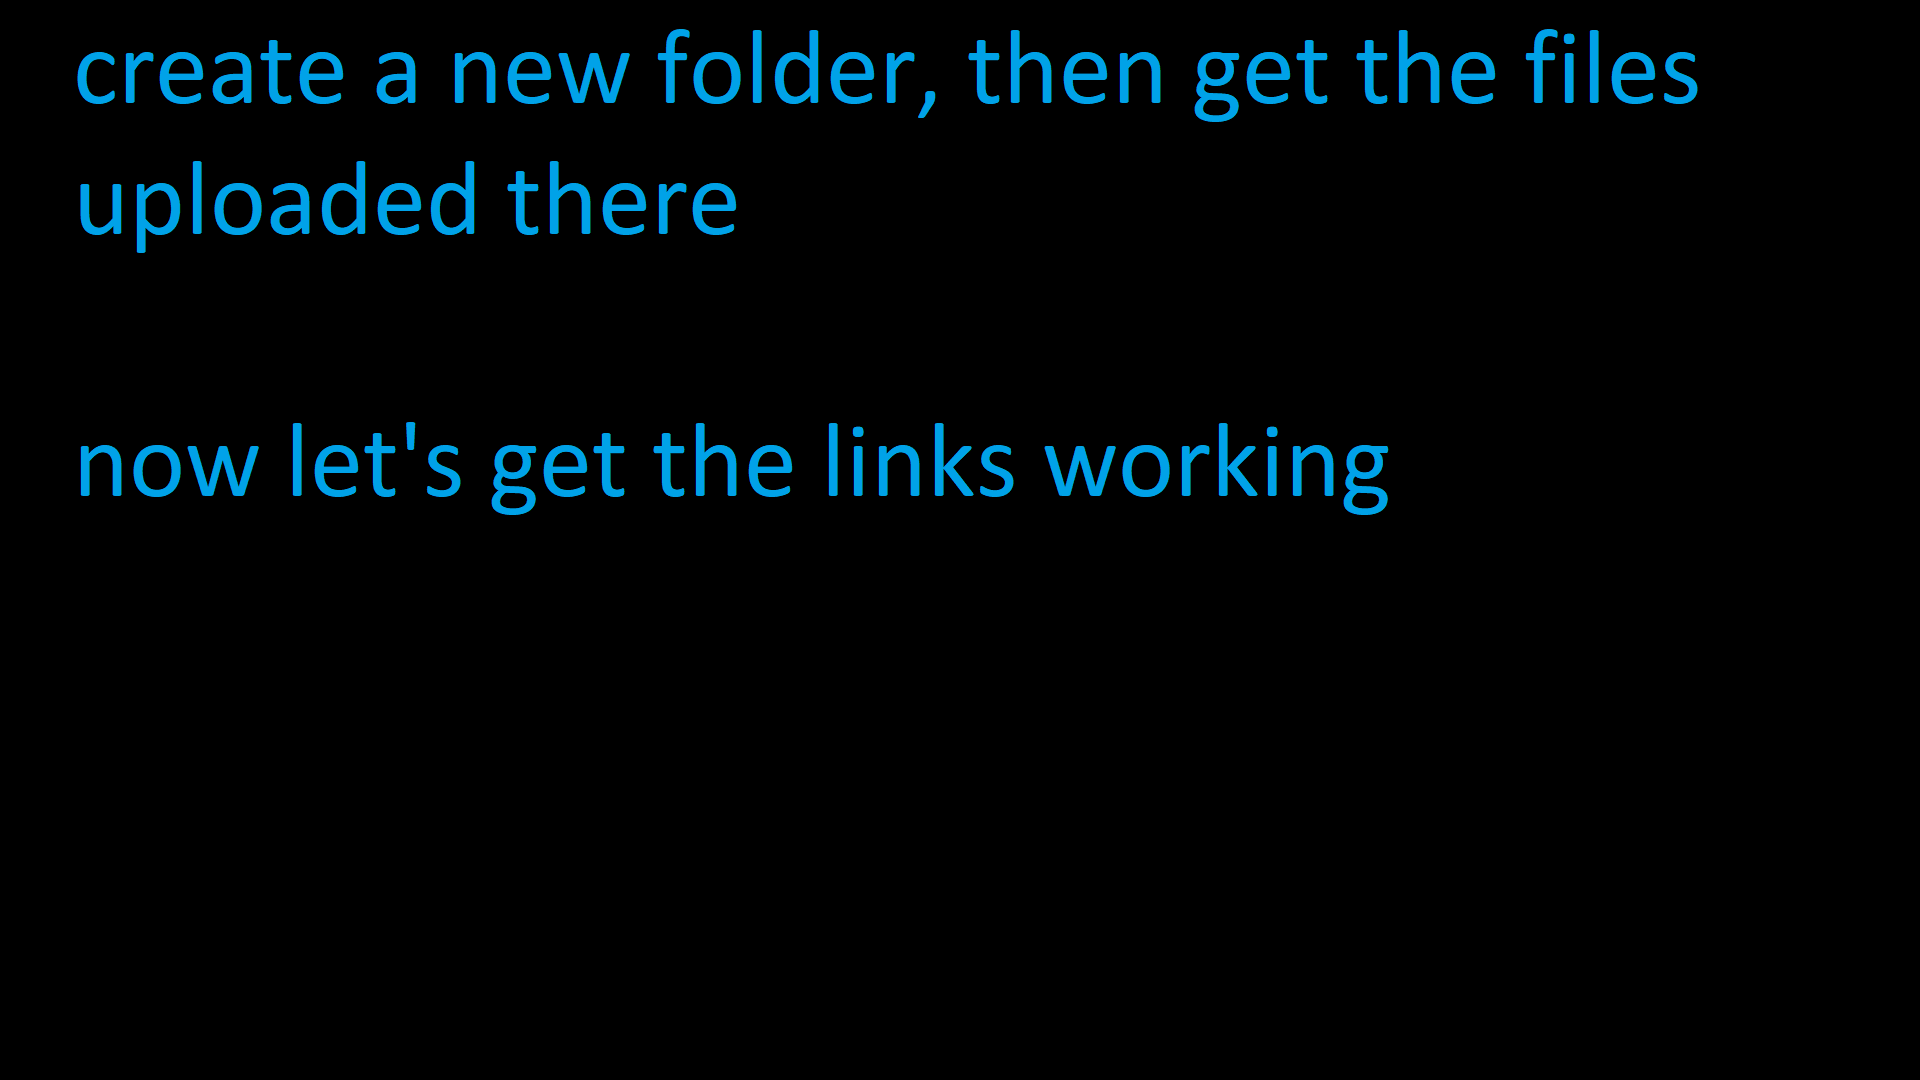 create a new folder, then get the files
uploaded there
now let's get the links working